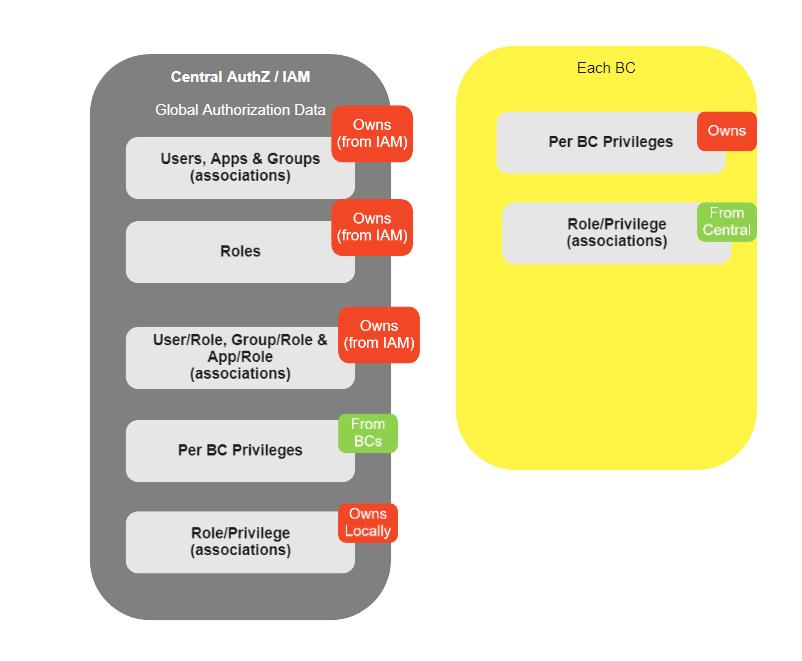 Central AuthZ / IAM
Global Authorization Data
Owns
(from IAM)
Users, Apps & Groups
(associations)
Owns
(from IAM)
Roles
Owns
(from IAM)
User/Role, Group/Role &
App/Role
(associations)
From
BCs
Per BC Privileges
Owns
Locally
Role/Privilege
(associations)
Each BC
Owns
Per BC Privileges
From
Central
Role/Privilege
(associations)